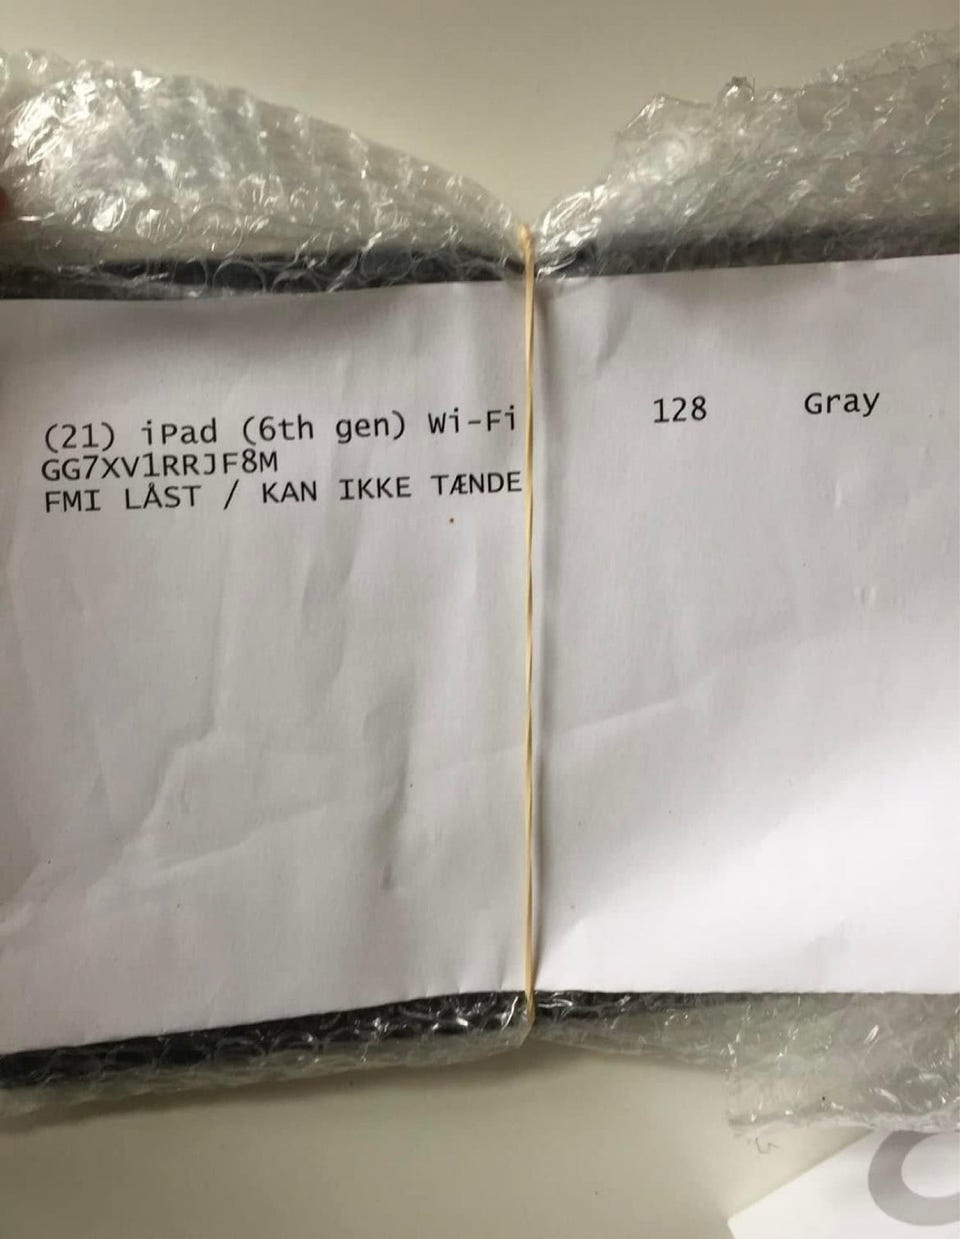 (21) iPad (6th gen) Wi-Fi 128 Gray
GG7XV1RRJF8M
FMI LÅST / KAN IKKE TÆNDE